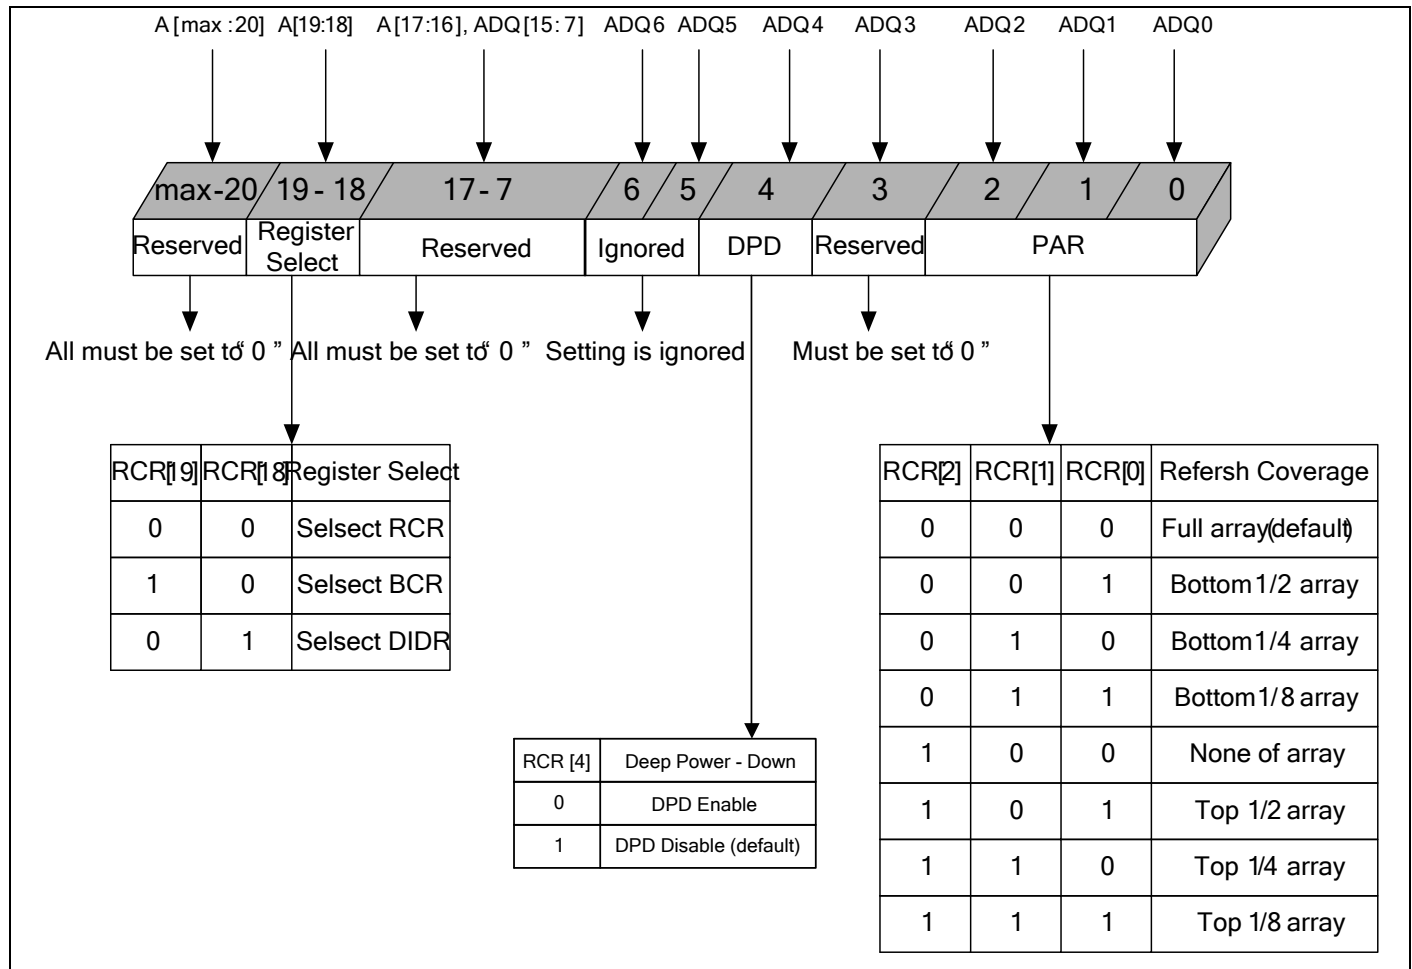 A[max:20] A[19:18] A[17:16], ADQ[15:7] ADQ6 ADQ5 ADQ4 ADQ3 ADQ2 ADQ1 ADQ0
max-20 19-18 17-7 6 5 4 3 2 1 0
Reserved Register Select Reserved Ignored DPD Reserved PAR
All must be set to“ 0 ” All must be set to“ 0 ” Setting is ignored Must be set to“ 0 ”
RCR[19] RCR[18] Register Select
0 0 Selsect RCR
1 0 Selsect BCR
0 1 Selsect DIDR
RCR [4] Deep Power - Down
0 DPD Enable
1 DPD Disable (default)
RCR[2] RCR[1] RCR[0] Refersh Coverage
0 0 0 Full array(default)
0 0 1 Bottom 1/2 array
0 1 0 Bottom 1/4 array
0 1 1 Bottom 1/8 array
1 0 0 None of array
1 0 1 Top 1/2 array
1 1 0 Top 1/4 array
1 1 1 Top 1/8 array